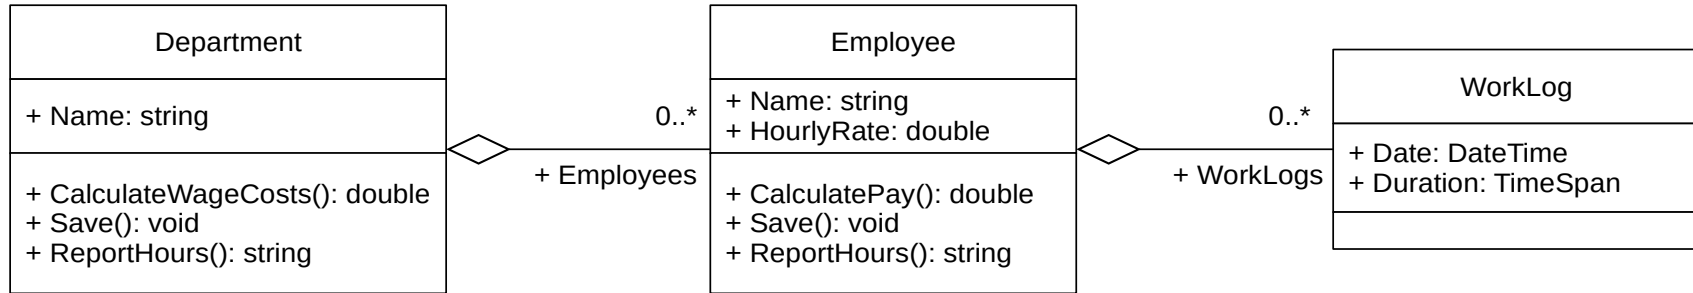 Department
+ Name: string
+ CalculateWageCosts(): double
+ Save(): void
+ ReportHours(): string
0..*
+ Employees
Employee
+ Name: string
+ HourlyRate: double
+ CalculatePay(): double
+ Save(): void
+ ReportHours(): string
0..*
+ WorkLogs
WorkLog
+ Date: DateTime
+ Duration: TimeSpan